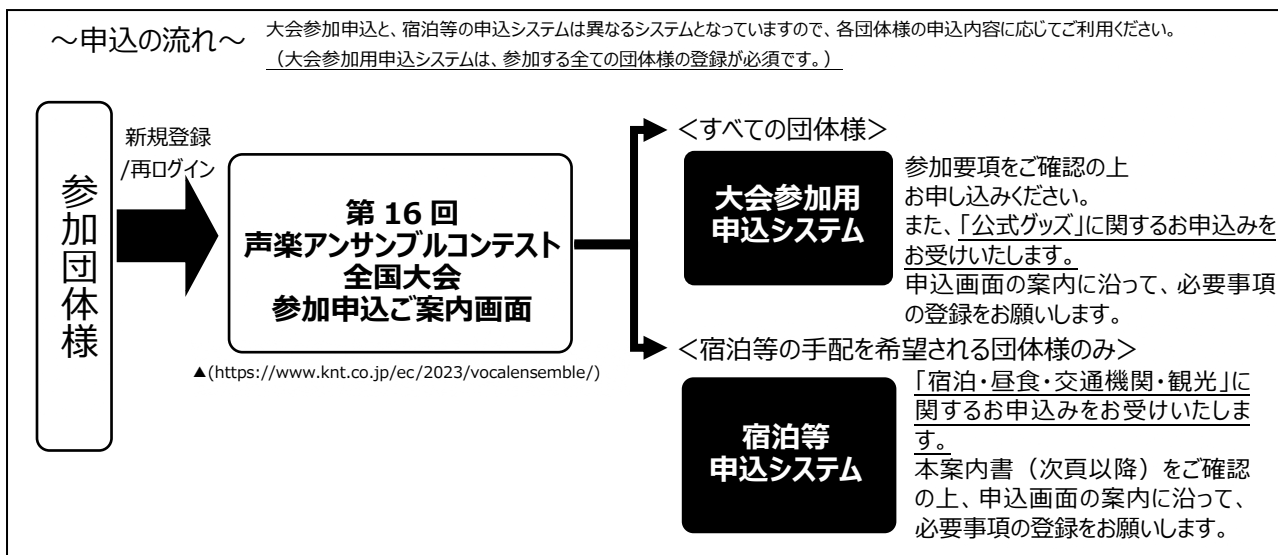 ~申込の流れ~
大会参加申込と、宿泊等の申込システムは異なるシステムとなっていますので、各団体様の申込内容に応じてご利用ください。
(大会参加用申込システムは、参加する全ての団体様の登録が必須です。)
参加団体様
新規登録
/再ログイン
第 16 回
声楽アンサンブルコンテスト
全国大会
参加申込ご案内画面
▲(https://www.knt.co.jp/ec/2023/vocalensemble/)
<すべての団体様>
大会参加用
申込システム
参加要項をご確認の上
お申し込みください。
また、「公式グッズ」に関するお申込みを
お受けいたします。
申込画面の案内に沿って、必要事項
の登録をお願いします。
<宿泊等の手配を希望される団体様のみ>
宿泊等
申込システム
「宿泊・昼食・交通機関・観光」に
関するお申込みをお受けいたしま
す。
本案内書(次頁以降)をご確認
の上、申込画面の案内に沿って、
必要事項の登録をお願いします。